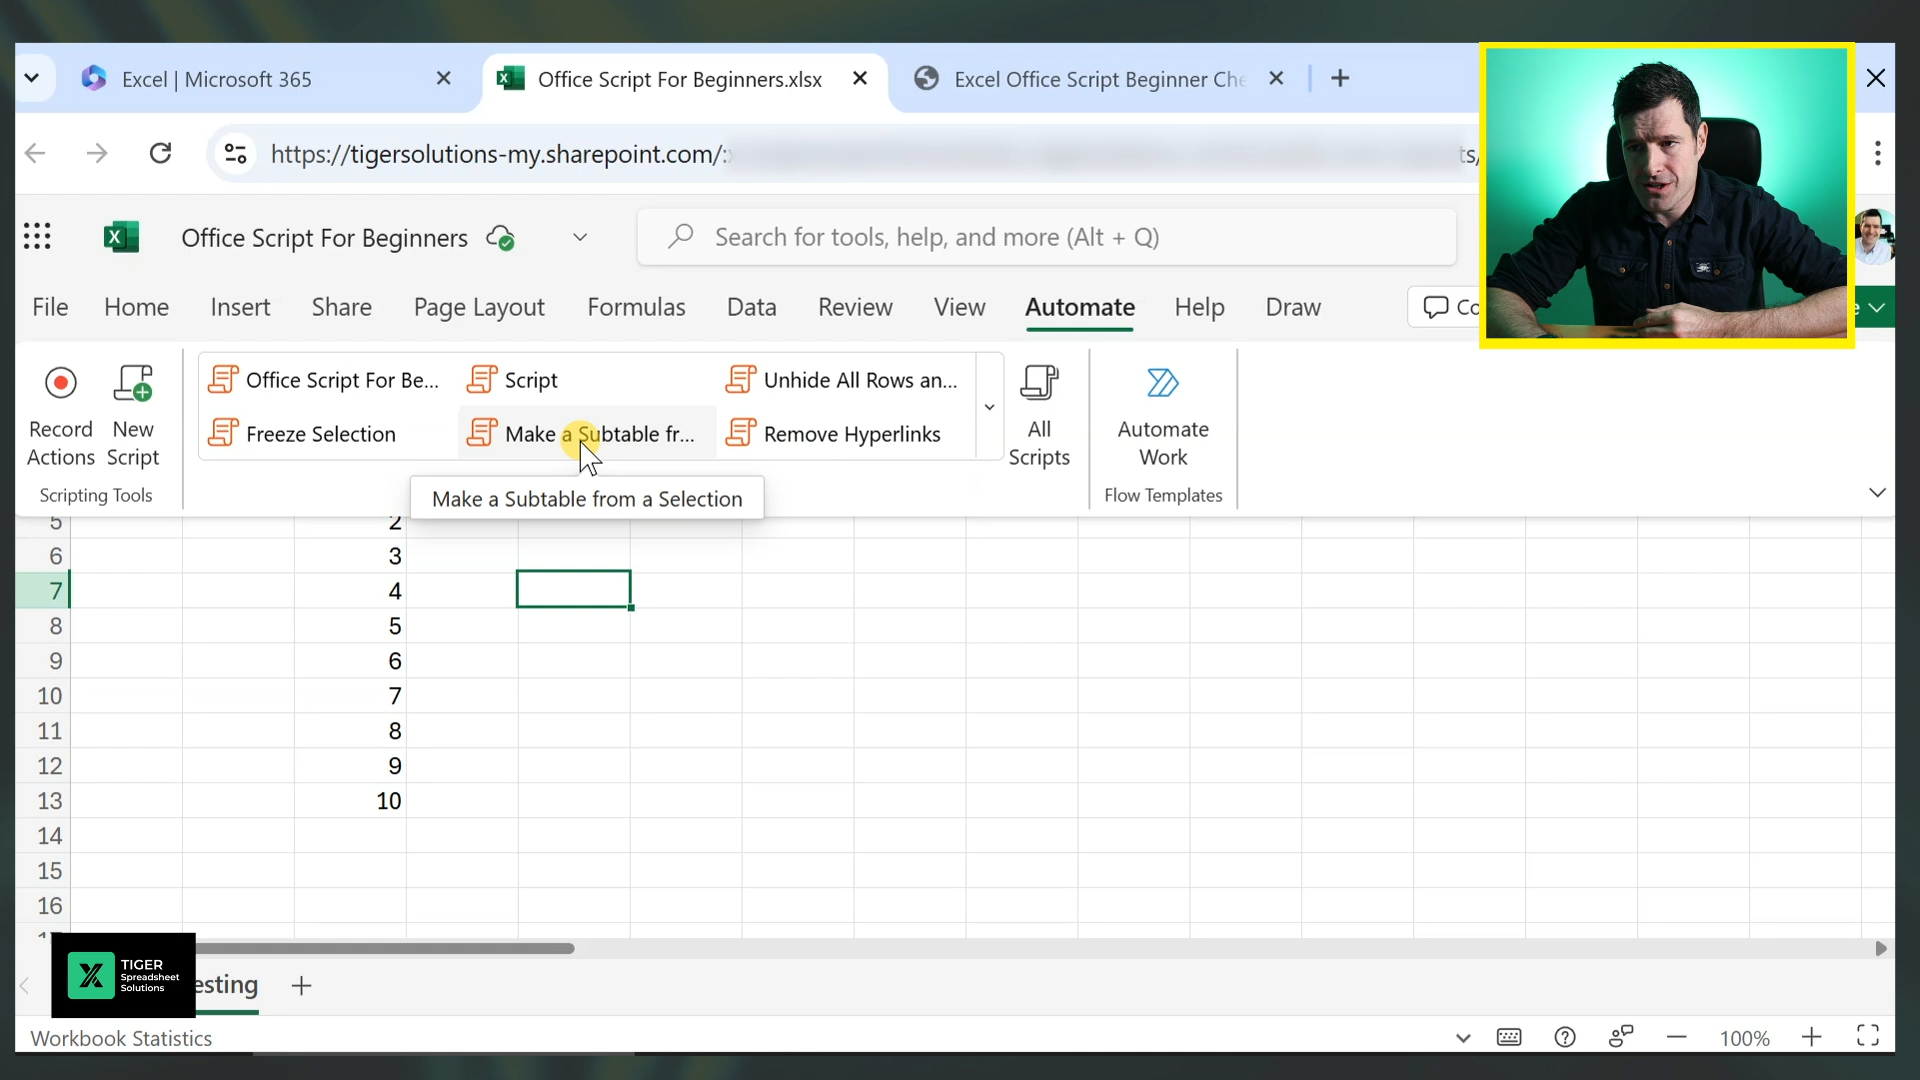 Excel | Microsoft 365
Office Script For Beginners.xlsx
Excel Office Script Beginner Che
https://tigersolutions-my.sharepoint.com/:
Office Script For Beginners
Search for tools, help, and more (Alt + Q)
File Home Insert Share Page Layout Formulas Data Review View Automate Help Draw
Co
Record Actions
New Script
Scripting Tools
Office Script For Be...
Script
Unhide All Rows an...
Freeze Selection
Make a Subtable fr...
Remove Hyperlinks
All Scripts
Automate Work
Flow Templates
Make a Subtable from a Selection
5 2
6 3
7 4
8 5
9 6
10 7
11 8
12 9
13 10
14
15
16
TIGER
Spreadsheet
Solutions
esting
Workbook Statistics
100%